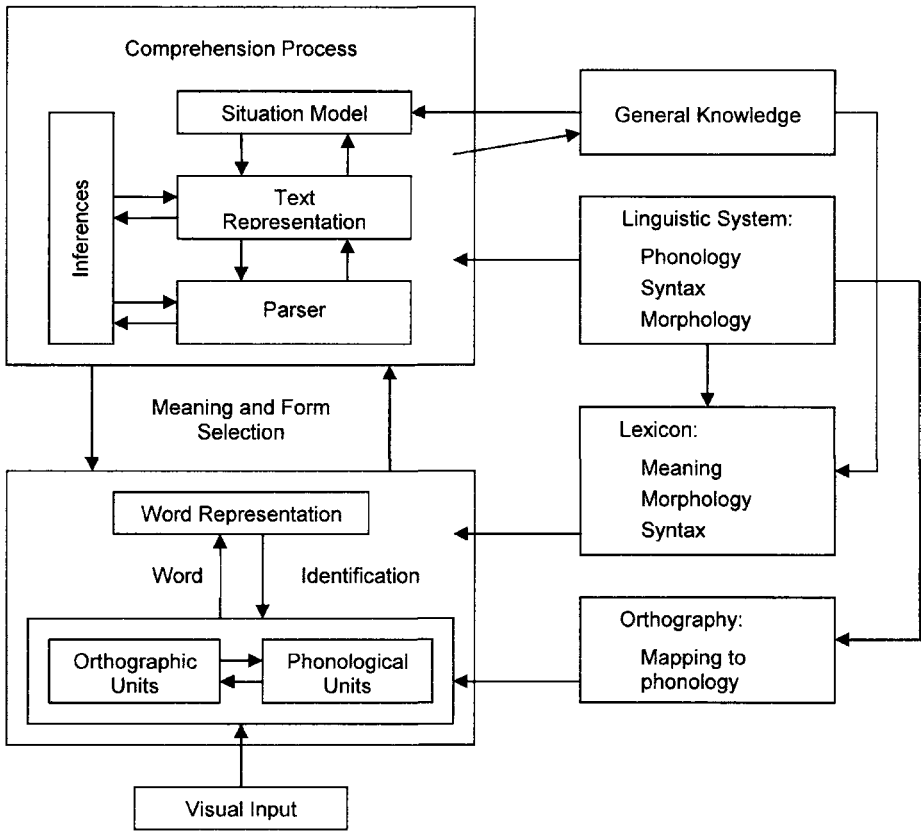 Comprehension Process
Situation Model
Text
Representation
Inferences
Parser
General Knowledge
Linguistic System:
Phonology
Syntax
Morphology
Meaning and Form
Selection
Lexicon:
Meaning
Morphology
Syntax
Word Representation
Word Identification
Orthographic
Units
Phonological
Units
Orthography:
Mapping to
phonology
Visual Input